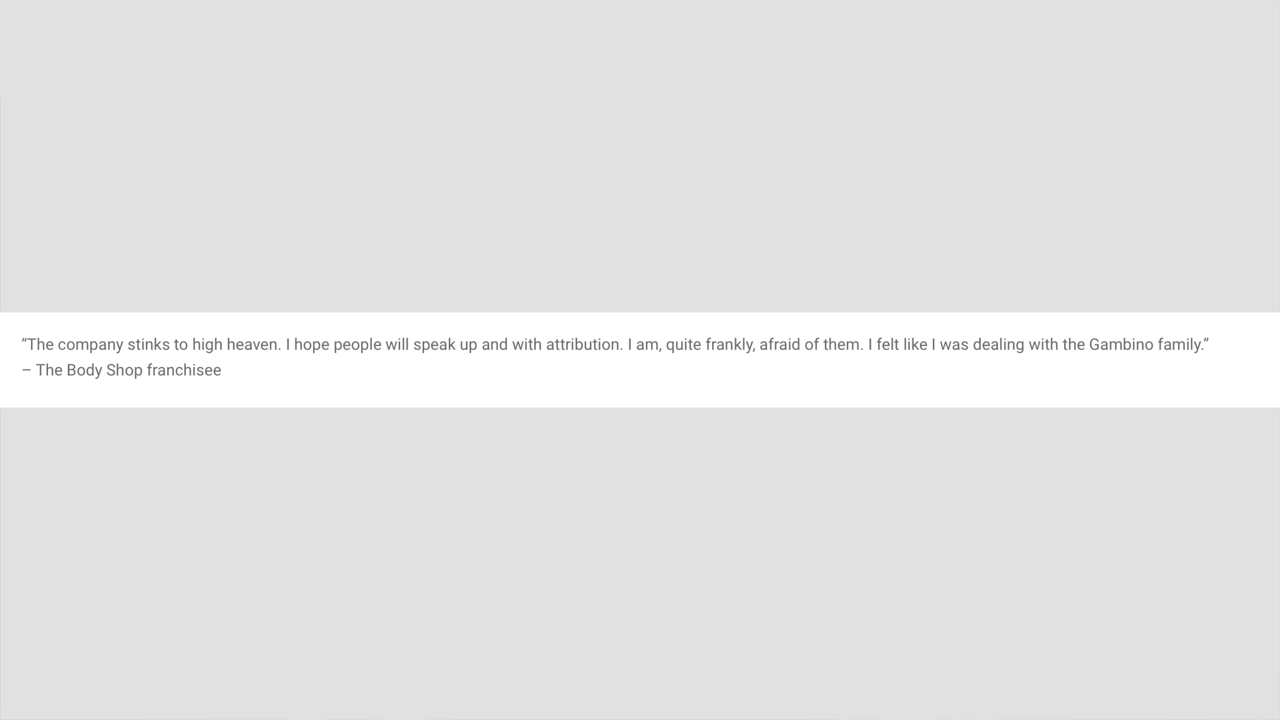 “The company stinks to high heaven. I hope people will speak up and with attribution. I am, quite frankly, afraid of them. I felt like I was dealing with the Gambino family.”
– The Body Shop franchisee